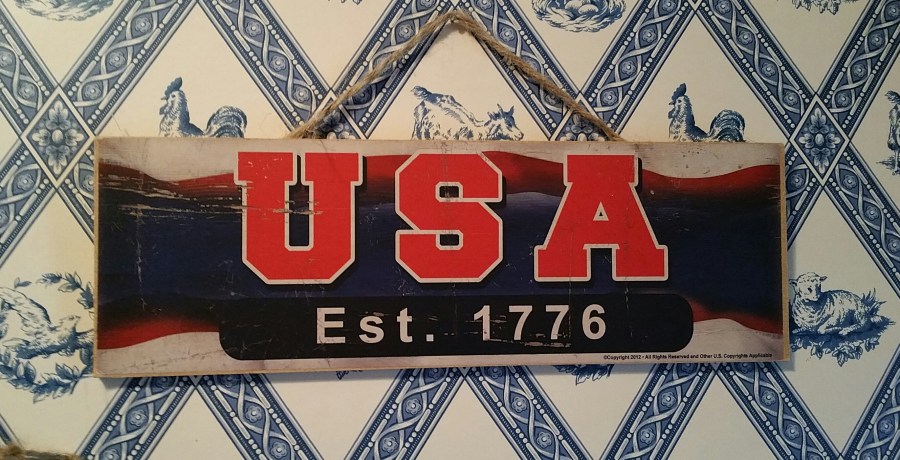 USA
Est. 1776
©Copyright 2012 - All Rights Reserved and Other U.S. Copyrights Applicable